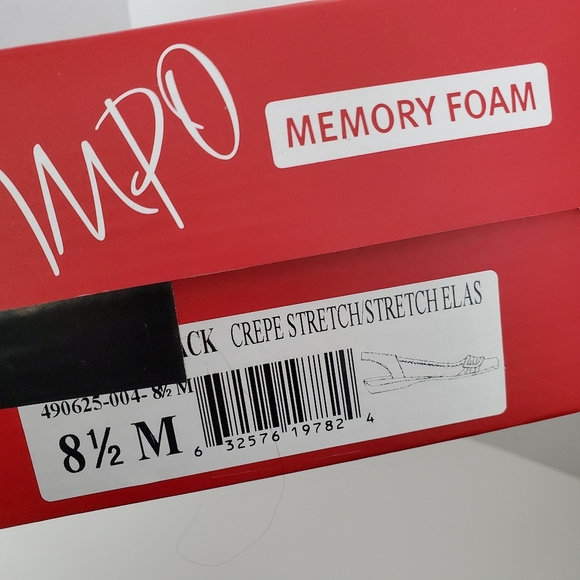 MPO
MEMORY FOAM
ACK CREPE STRETCH/STRETCH ELAS
490625-004- 8½ M
8½ M
6 32576 19782 4